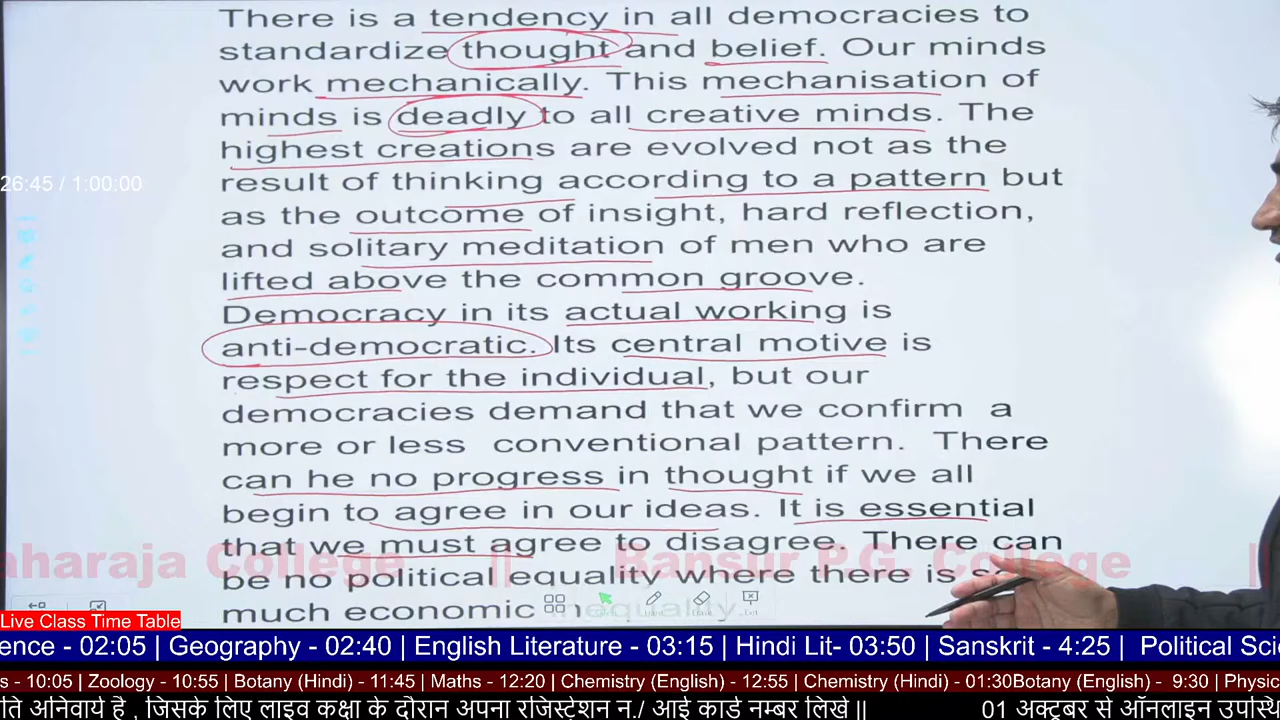 There is a tendency in all democracies to
standardize thought and belief. Our minds
work mechanically. This mechanisation of
minds is deadly to all creative minds. The
highest creations are evolved not as the
26:45 / 1:00:00
result of thinking according to a pattern but
as the outcome of insight, hard reflection,
and solitary meditation of men who are
lifted above the common groove.
Democracy in its actual working is
anti-democratic. Its central motive is
respect for the individual, but our
democracies demand that we confirm a
more or less conventional pattern. There
can he no progress in thought if we all
begin to agree in our ideas. It is essential
that we must agree to disagree. There can
aharaja College || Bansur P.G. College ||
be no political equality where there is
much economic inequality.
Live Class Time Table
ence - 02:05 | Geography - 02:40 | English Literature - 03:15 | Hindi Lit- 03:50 | Sanskrit - 4:25 | Political Sci
s - 10:05 | Zoology - 10:55 | Botany (Hindi) - 11:45 | Maths - 12:20 | Chemistry (English) - 12:55 | Chemistry (Hindi) - 01:30Botany (English) - 9:30 | Physic
ति अनिवार्य है , जिसके लिए लाइव कक्षा के दौरान अपना रजिस्ट्रेशन न./ आई कार्ड नम्बर लिखे || 01 अक्टूबर से ऑनलाइन उपस्थि